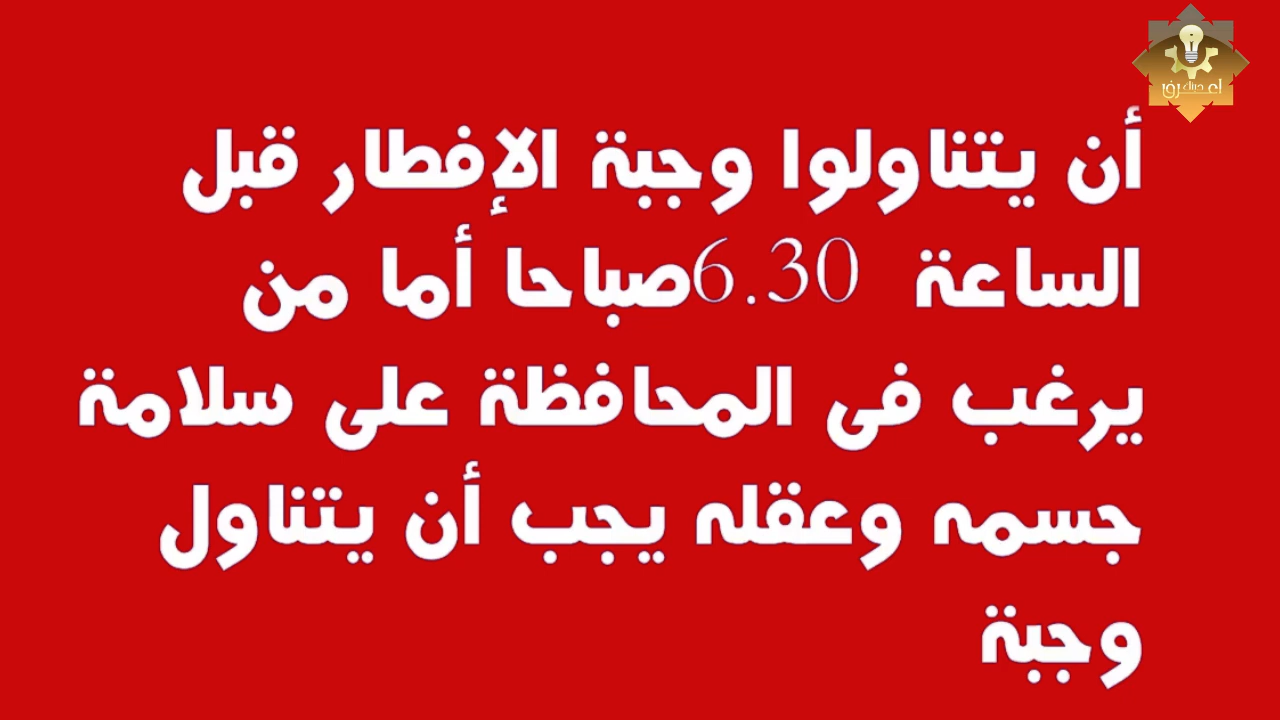 أن يتناولوا وجبة الإفطار قبل
الساعة 6.30صباحا أما من
يرغب فى المحافظة على سلامة
جسمه وعقله يجب أن يتناول
وجبة